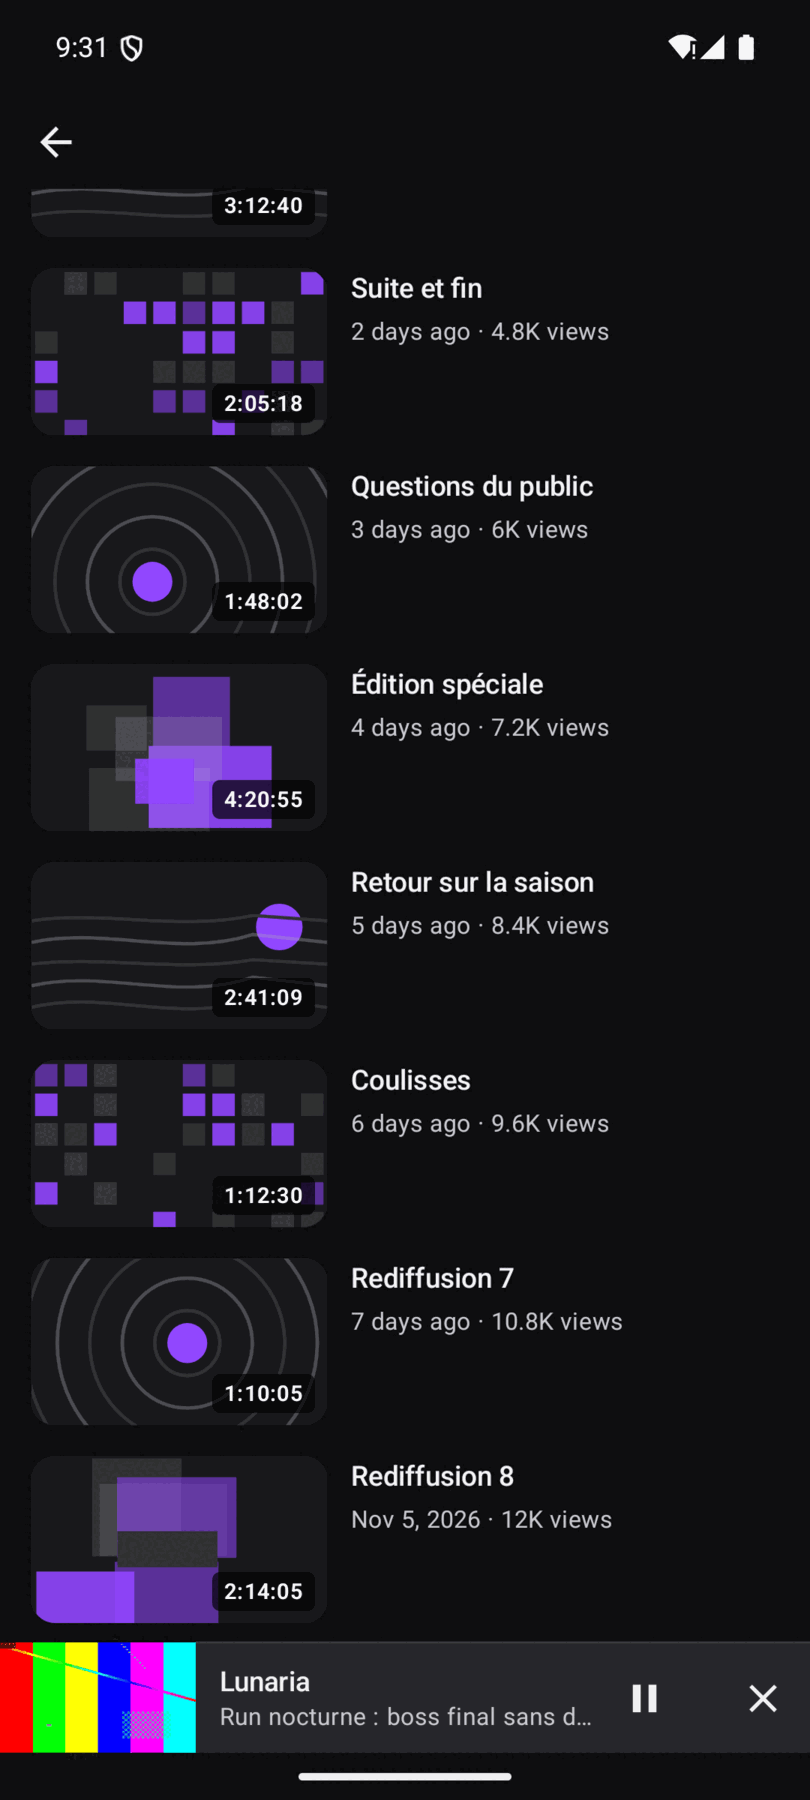 9:31
3:12:40
Suite et fin
2 days ago · 4.8K views
2:05:18
Questions du public
3 days ago · 6K views
1:48:02
Édition spéciale
4 days ago · 7.2K views
4:20:55
Retour sur la saison
5 days ago · 8.4K views
2:41:09
Coulisses
6 days ago · 9.6K views
1:12:30
Rediffusion 7
7 days ago · 10.8K views
1:10:05
Rediffusion 8
Nov 5, 2026 · 12K views
2:14:05
Lunaria
Run nocturne : boss final sans d...